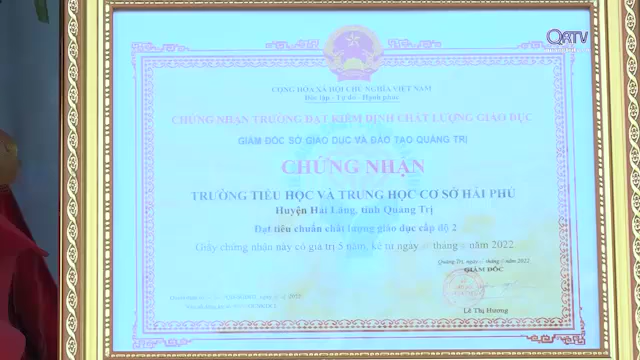 QRTV
CỘNG HÒA XÃ HỘI CHỦ NGHĨA VIỆT NAM
Độc lập - Tự do - Hạnh phúc
CHỨNG NHẬN TRƯỜNG ĐẠT KIỂM ĐỊNH CHẤT LƯỢNG GIÁO DỤC
GIÁM ĐỐC SỞ GIÁO DỤC VÀ ĐÀO TẠO QUẢNG TRỊ
CHỨNG NHẬN
TRƯỜNG TIỂU HỌC VÀ TRUNG HỌC CƠ SỞ HẢI PHÚ
Huyện Hải Lăng, tỉnh Quảng Trị
Đạt tiêu chuẩn chất lượng giáo dục cấp độ 2
Giấy chứng nhận này có giá trị 5 năm, kể từ ngày tháng năm 2022
Quảng Trị, ngày tháng năm 2022
GIÁM ĐỐC
Lê Thị Hương